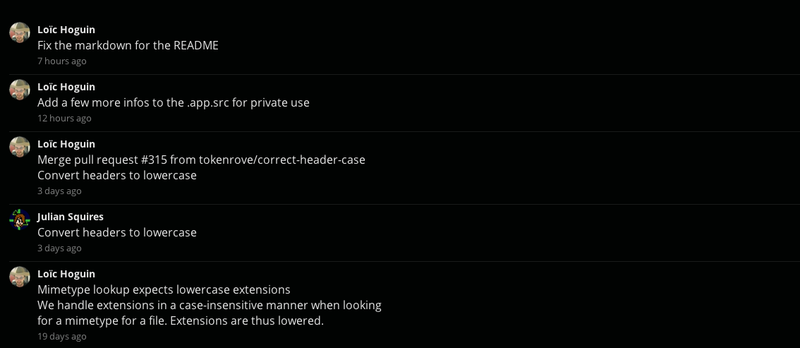 Loïc Hoguin
Fix the markdown for the README
7 hours ago
Loïc Hoguin
Add a few more infos to the .app.src for private use
12 hours ago
Loïc Hoguin
Merge pull request #315 from tokenrove/correct-header-case
Convert headers to lowercase
3 days ago
Julian Squires
Convert headers to lowercase
3 days ago
Loïc Hoguin
Mimetype lookup expects lowercase extensions
We handle extensions in a case-insensitive manner when looking
for a mimetype for a file. Extensions are thus lowered.
19 days ago